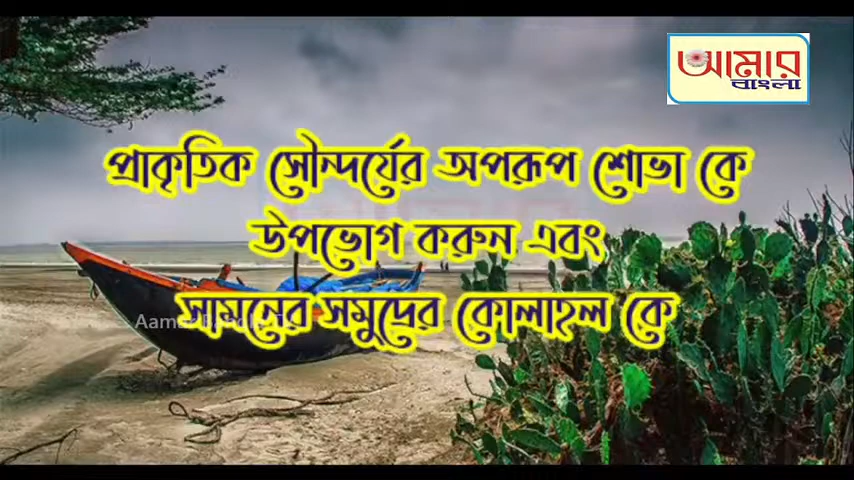 আমার
বাংলা
প্রাকৃতিক সৌন্দর্যের অপরূপ শোভা কে
উপভোগ করুন এবং
সামনের সমুদ্রের কোলাহল কে